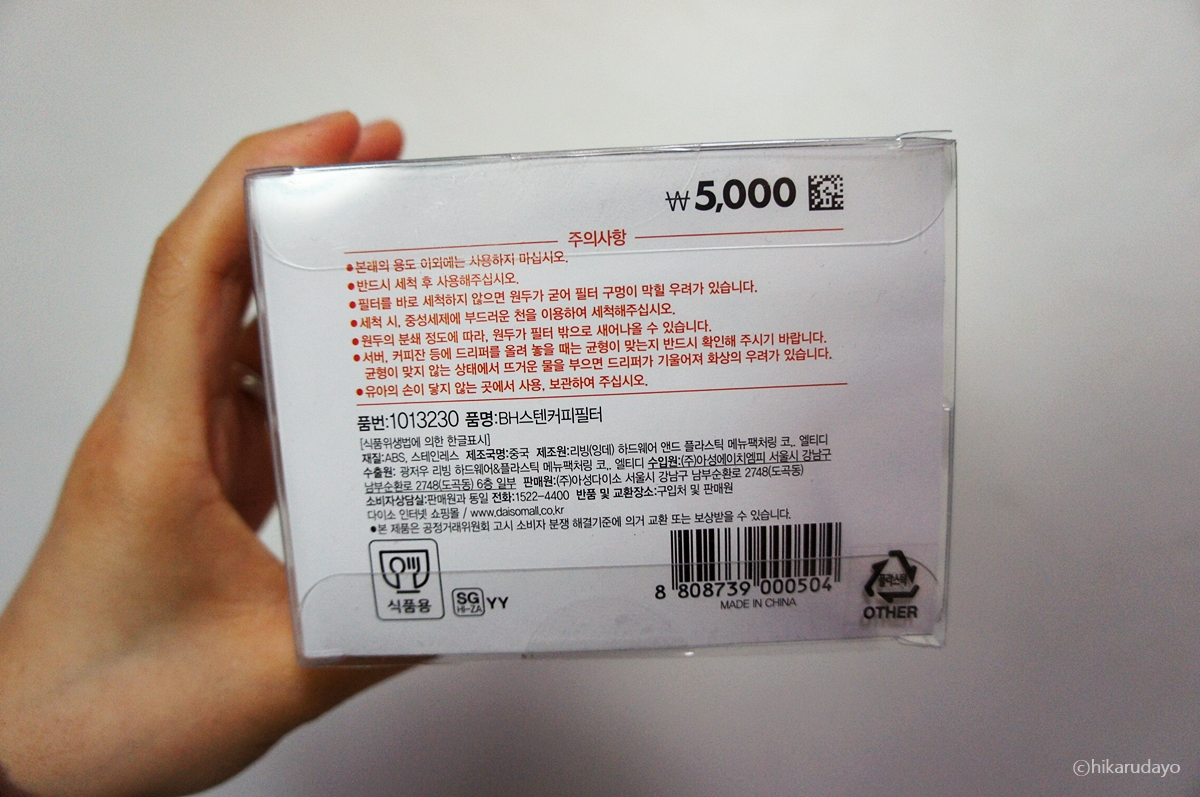 ₩5,000
주의사항
●본래의 용도 이외에는 사용하지 마십시오.
●반드시 세척 후 사용해주십시오.
●필터를 바로 세척하지 않으면 원두가 굳어 필터 구멍이 막힐 우려가 있습니다.
●세척 시, 중성세제에 부드러운 천을 이용하여 세척해주십시오.
●원두의 분쇄 정도에 따라, 원두가 필터 밖으로 새어나올 수 있습니다.
●서버, 커피잔 등에 드리퍼를 올려 놓을 때는 균형이 맞는지 반드시 확인해 주시기 바랍니다.
균형이 맞지 않는 상태에서 뜨거운 물을 부으면 드리퍼가 기울어져 화상의 우려가 있습니다.
●유아의 손이 닿지 않는 곳에서 사용, 보관하여 주십시오.
품번:1013230 품명:BH스텐커피필터
[식품위생법에 의한 한글표시]
재질:ABS, 스테인레스 제조국명:중국 제조원:리빙(잉데) 하드웨어 앤드 플라스틱 메뉴팩처링 코., 엘티디
수출원: 광저우 리빙 하드웨어&플라스틱 메뉴팩처링 코., 엘티디 수입원:(주)아성에이치엠피 서울시 강남구
남부순환로 2748(도곡동) 6층 일부 판매원:(주)아성다이소 서울시 강남구 남부순환로 2748(도곡동)
소비자상담실:판매원과 동일 전화:1522-4400 반품 및 교환장소:구입처 및 판매원
다이소 인터넷 쇼핑몰 / www.daisomall.co.kr
●본 제품은 공정거래위원회 고시 소비자 분쟁 해결기준에 의거 교환 또는 보상받을 수 있습니다.
식품용
SG
HI-ZA
YY
8 808739 000504
MADE IN CHINA
플라스틱
OTHER
©hikarudayo